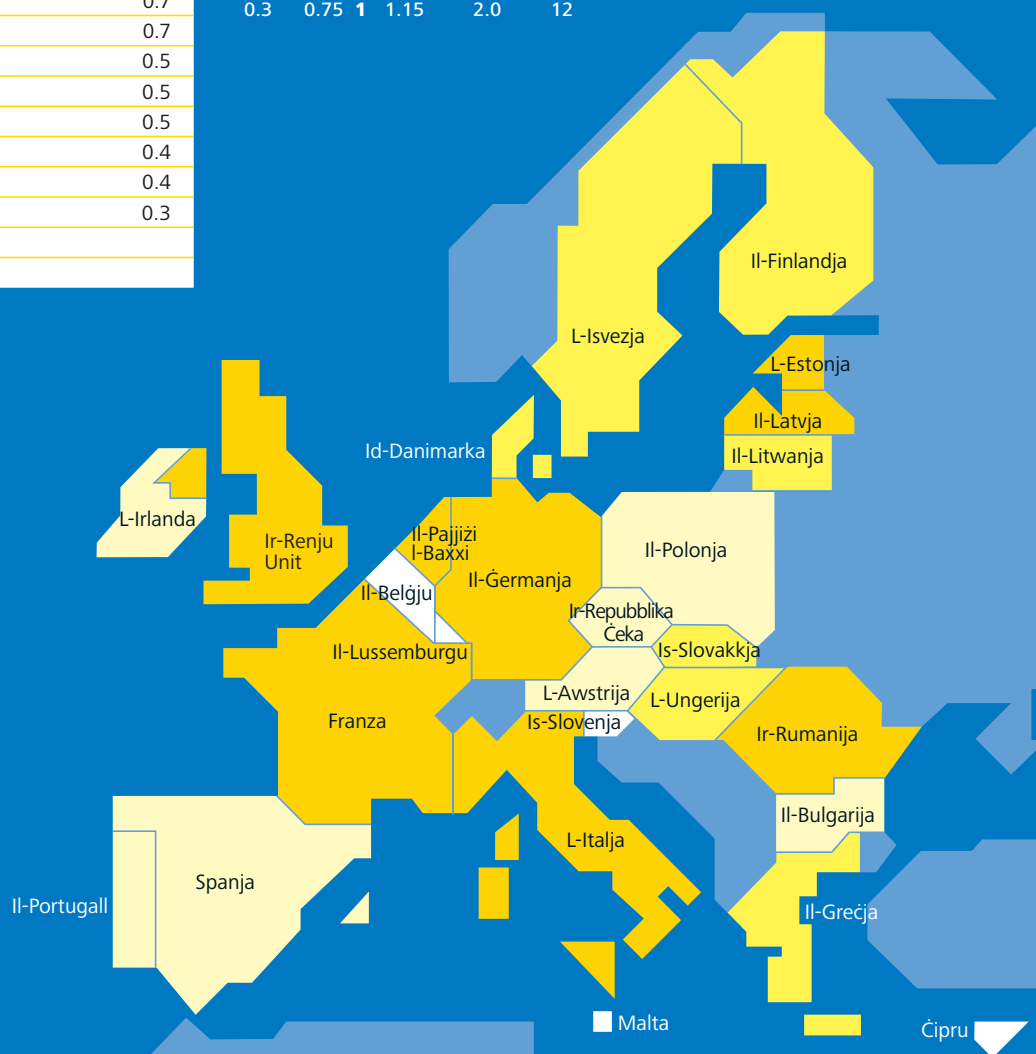 0.7
0.7
0.5
0.5
0.5
0.4
0.4
0.3
0.3 0.75 1 1.15 2.0 12
Il-Finlandja
L-Isvezja
L-Estonja
Il-Latvja
Id-Danimarka
Il-Litwanja
L-Irlanda
Ir-Renju
Unit
Il-Pajjiżi
l-Baxxi
Il-Polonja
Il-Ġermanja
Il-Belġju
Ir-Repubblika
Ċeka
Il-Lussemburgu
Is-Slovakkja
L-Awstrija
L-Ungerija
Franza
Is-Slovenja
Ir-Rumanija
Il-Bulgarija
L-Italja
Spanja
Il-Portugall
Il-Greċja
Malta
Ċipru